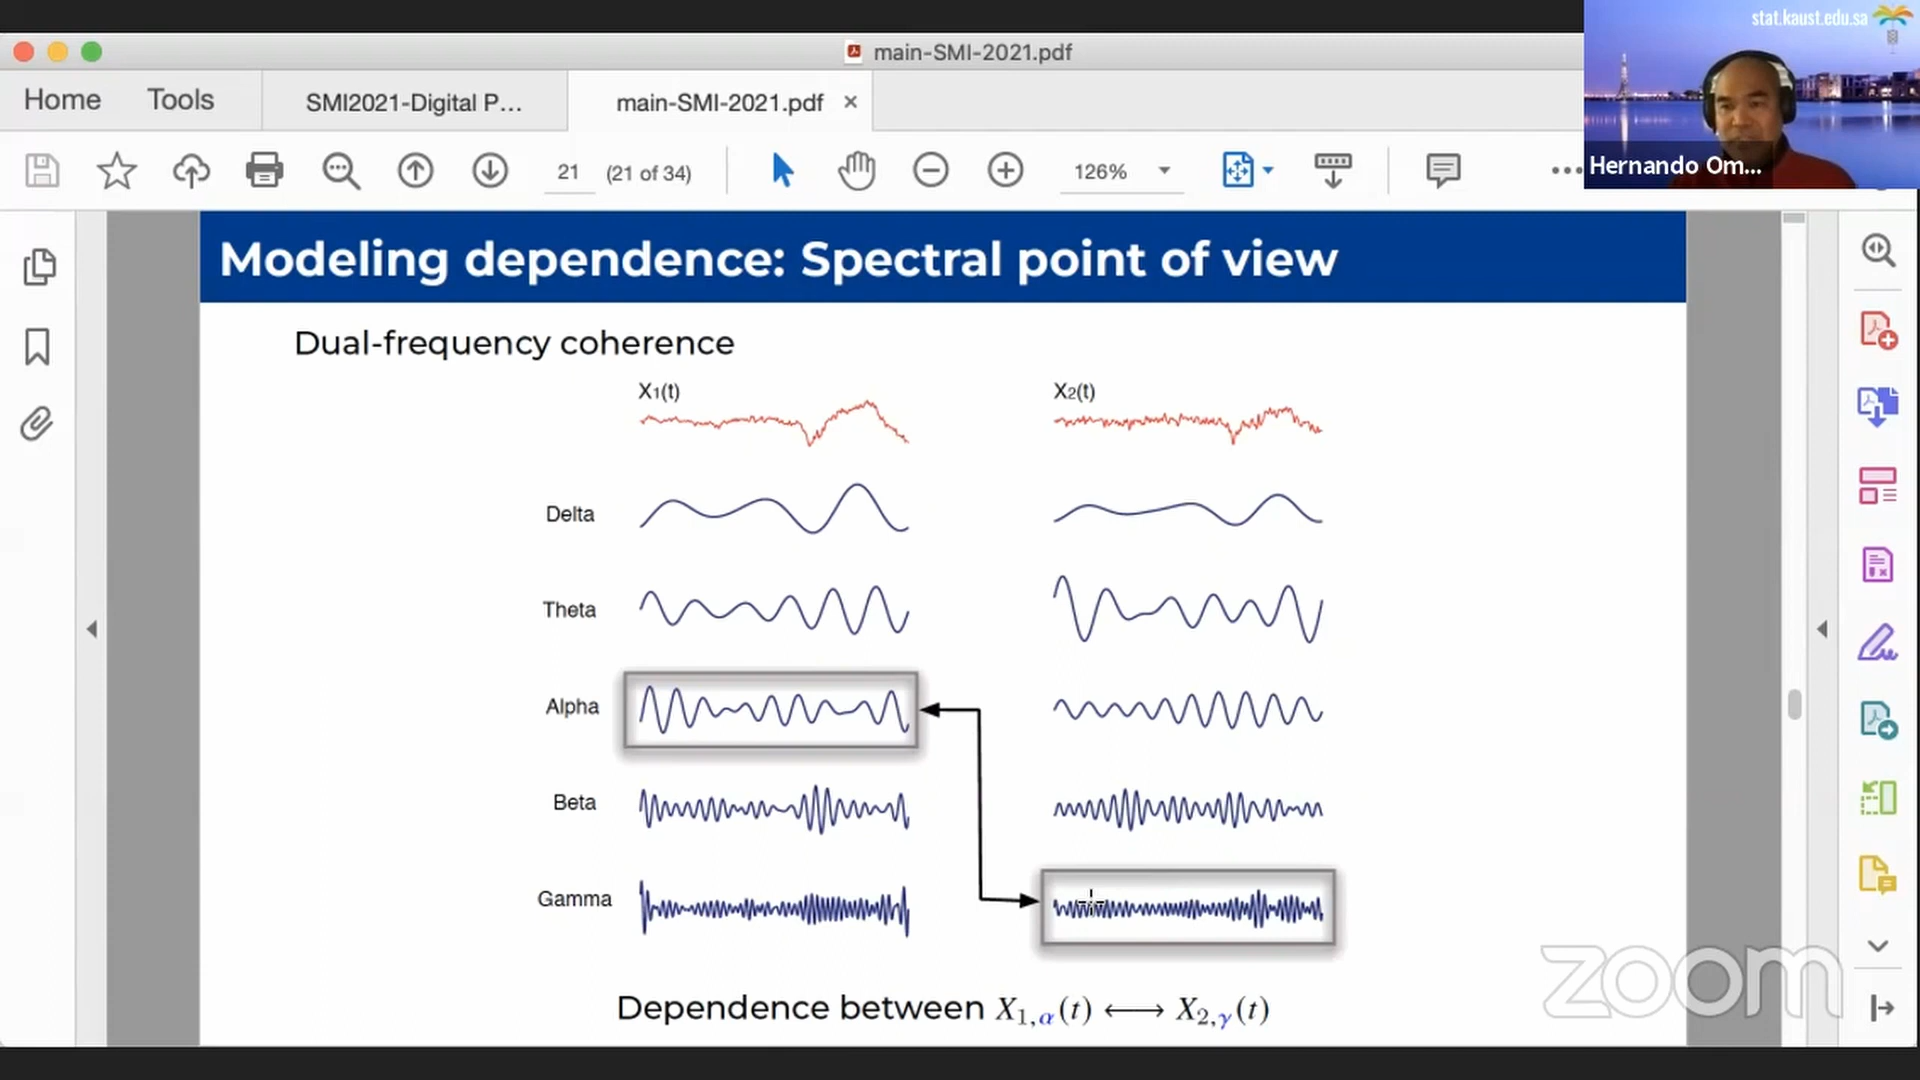 stat.kaust.edu.sa
main-SMI-2021.pdf
Home Tools SMI2021-Digital P... main-SMI-2021.pdf
21 (21 of 34) 126%
Hernando Om...
Modeling dependence: Spectral point of view
Dual-frequency coherence
X1(t) X2(t)
Delta
Theta
Alpha
Beta
Gamma
Dependence between X1,α(t) ⟷ X2,γ(t)
zoom